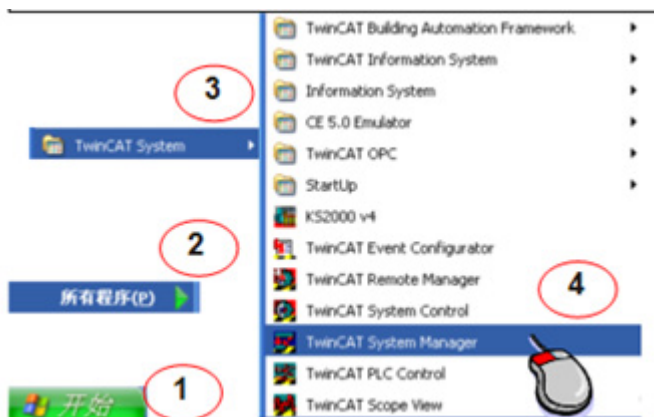 TwinCAT Building Automation Framework
TwinCAT Information System
3
Information System
CE 5.0 Emulator
TwinCAT System
TwinCAT OPC
StartUp
KS2000 v4
2
TwinCAT Event Configurator
TwinCAT Remote Manager
4
所有程序(P)
TwinCAT System Control
TwinCAT System Manager
1
TwinCAT PLC Control
开始
TwinCAT Scope View